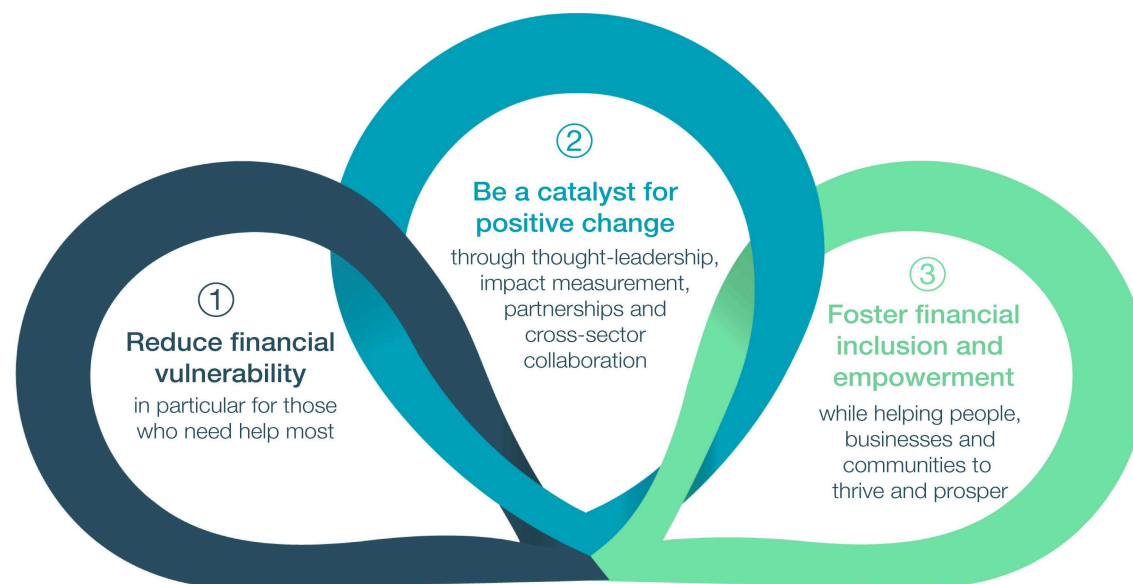 ①
Reduce financial
vulnerability
in particular for those
who need help most
②
Be a catalyst for
positive change
through thought-leadership,
impact measurement,
partnerships and
cross-sector
collaboration
③
Foster financial
inclusion and
empowerment
while helping people,
businesses and
communities to
thrive and prosper